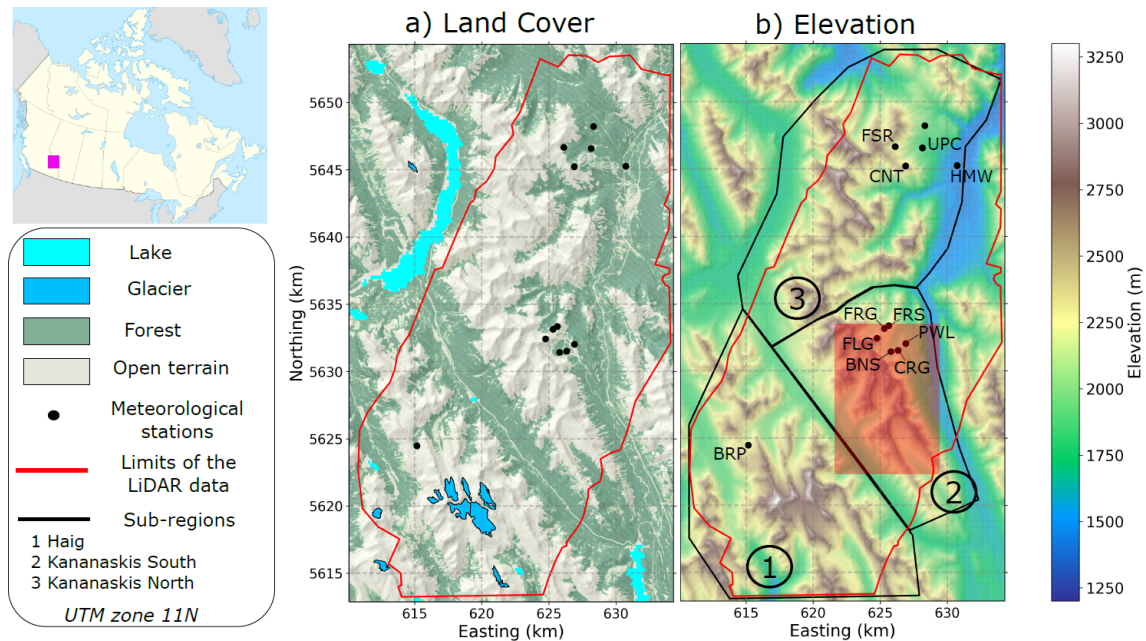 a) Land Cover
b) Elevation
Lake
Glacier
Forest
Open terrain
Meteorological
stations
Limits of the
LiDAR data
Sub-regions
1 Haig
2 Kananaskis South
3 Kananaskis North
UTM zone 11N
Northing (km)
5650
5645
5640
5635
5630
5625
5620
5615
615
620
625
630
Easting (km)
FSR
UPC
CNT
HMW
3
FRG
FRS
PWL
FLG
BNS
CRG
BRP
2
1
615
620
625
630
Easting (km)
3250
3000
2750
2500
2250
2000
1750
1500
1250
Elevation (m)